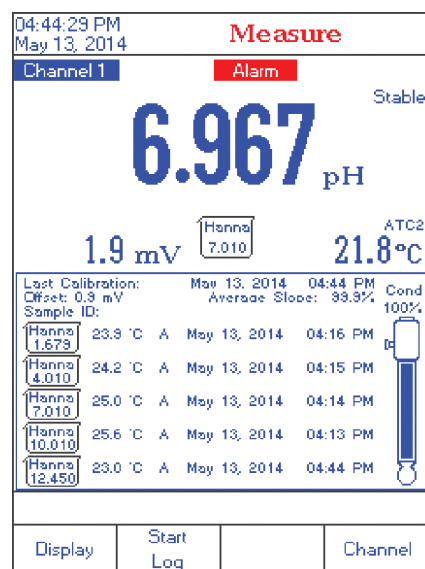 04:44:29 PM
May 13, 2014
Measure
Channel 1
Alarm
Stable
6.967 pH
1.9 mV
Hanna
7.010
ATC2
21.8°C
Last Calibration: May 13, 2014 04:44 PM
Offset: 0.9 mV Average Slope: 99.9%
Sample ID:
Cond
100%
Hanna
1.679
23.9 °C A May 13, 2014 04:16 PM
Hanna
4.010
24.2 °C A May 13, 2014 04:15 PM
Hanna
7.010
25.0 °C A May 13, 2014 04:14 PM
Hanna
10.010
25.6 °C A May 13, 2014 04:13 PM
Hanna
12.450
23.0 °C A May 13, 2014 04:44 PM
Display
Start
Log
Channel